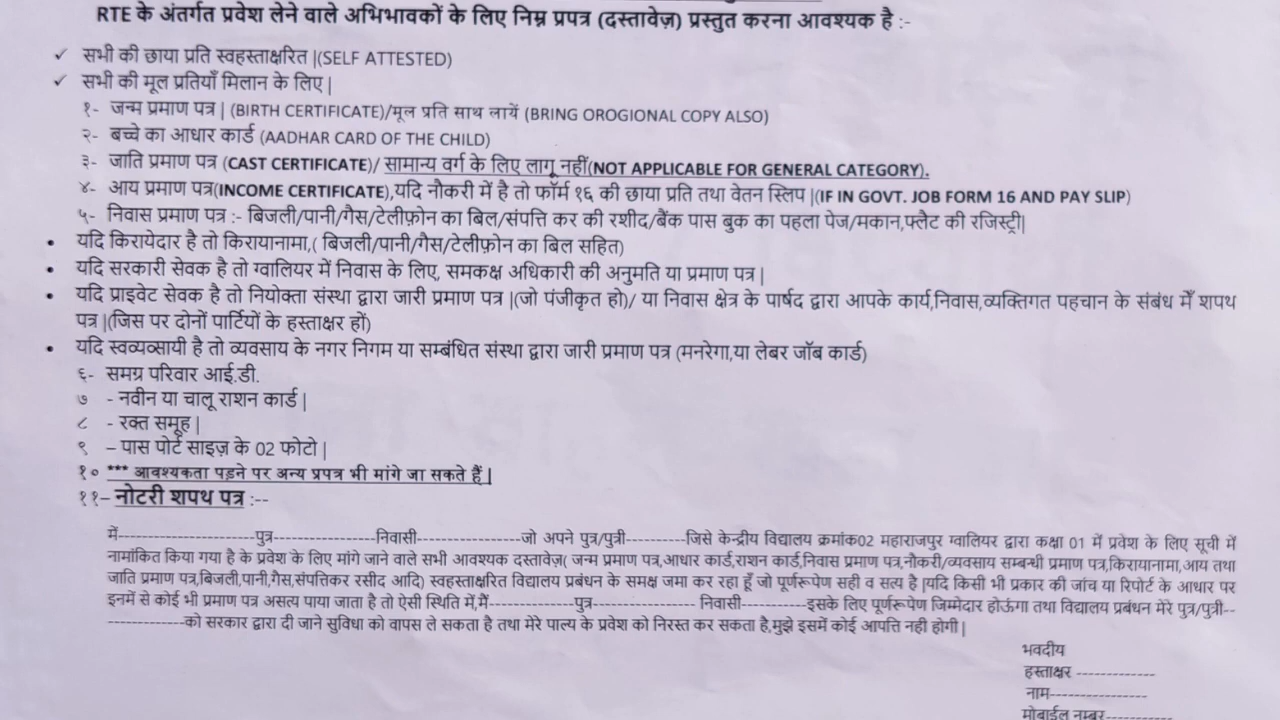 RTE के अंतर्गत प्रवेश लेने वाले अभिभावकों के लिए निम्न प्रपत्र (दस्तावेज़) प्रस्तुत करना आवश्यक है :-
✓ सभी की छाया प्रति स्वहस्ताक्षरित |(SELF ATTESTED)
✓ सभी की मूल प्रतियाँ मिलान के लिए |
१- जन्म प्रमाण पत्र | (BIRTH CERTIFICATE)/मूल प्रति साथ लायें (BRING OROGIONAL COPY ALSO)
२- बच्चे का आधार कार्ड (AADHAR CARD OF THE CHILD)
३- जाति प्रमाण पत्र (CAST CERTIFICATE)/ सामान्य वर्ग के लिए लागू नहीं(NOT APPLICABLE FOR GENERAL CATEGORY).
४- आय प्रमाण पत्र(INCOME CERTIFICATE),यदि नौकरी में है तो फॉर्म १६ की छाया प्रति तथा वेतन स्लिप |(IF IN GOVT. JOB FORM 16 AND PAY SLIP)
५- निवास प्रमाण पत्र :- बिजली/पानी/गैस/टेलीफ़ोन का बिल/संपत्ति कर की रशीद/बैंक पास बुक का पहला पेज/मकान,फ्लैट की रजिस्ट्री|
• यदि किरायेदार है तो किरायानामा,( बिजली/पानी/गैस/टेलीफ़ोन का बिल सहित)
• यदि सरकारी सेवक है तो ग्वालियर में निवास के लिए, समकक्ष अधिकारी की अनुमति या प्रमाण पत्र |
• यदि प्राइवेट सेवक है तो नियोक्ता संस्था द्वारा जारी प्रमाण पत्र |(जो पंजीकृत हो)/ या निवास क्षेत्र के पार्षद द्वारा आपके कार्य,निवास,व्यक्तिगत पहचान के संबंध मेँ शपथ
पत्र |(जिस पर दोनों पार्टियों के हस्ताक्षर हों)
• यदि स्वव्यव्सायी है तो व्यवसाय के नगर निगम या सम्बंधित संस्था द्वारा जारी प्रमाण पत्र (मनरेगा,या लेबर जॉब कार्ड)
६- समग्र परिवार आई.डी.
७ - नवीन या चालू राशन कार्ड |
८ - रक्त समूह |
९ – पास पोर्ट साइज़ के 02 फोटो |
१० *** आवश्यकता पड़ने पर अन्य प्रपत्र भी मांगे जा सकते हैं |
११– नोटरी शपथ पत्र :--
में-----------------------पुत्र-----------------निवासी------------------जो अपने पुत्र/पुत्री----------जिसे केन्द्रीय विद्यालय क्रमांक02 महाराजपुर ग्वालियर द्वारा कक्षा 01 में प्रवेश के लिए सूची में
नामांकित किया गया है के प्रवेश के लिए मांगे जाने वाले सभी आवश्यक दस्तावेज़( जन्म प्रमाण पत्र,आधार कार्ड,राशन कार्ड,निवास प्रमाण पत्र,नौकरी/व्यवसाय सम्बन्धी प्रमाण पत्र,किरायानामा,आय तथा
जाति प्रमाण पत्र,बिजली,पानी,गैस,संपतिकर रसीद आदि) स्वहस्ताक्षरित विद्यालय प्रबंधन के समक्ष जमा कर रहा हूँ जो पूर्णरूपेण सही व सत्य है |यदि किसी भी प्रकार की जांच या रिपोर्ट के आधार पर
इनमें से कोई भी प्रमाण पत्र असत्य पाया जाता है तो ऐसी स्थिति में,मैं--------------पुत्र----------------- निवासी-----------इसके लिए पूर्णरूपेण जिम्मेदार होऊंगा तथा विद्यालय प्रबंधन मेरे पुत्र/पुत्री--
-------------को सरकार द्वारा दी जाने सुविधा को वापस ले सकता है तथा मेरे पाल्य के प्रवेश को निरस्त कर सकता है,मुझे इसमें कोई आपत्ति नही होगी |
भवदीय
हस्ताक्षर -------------
नाम----------------
मोबाईल नम्बर-----------